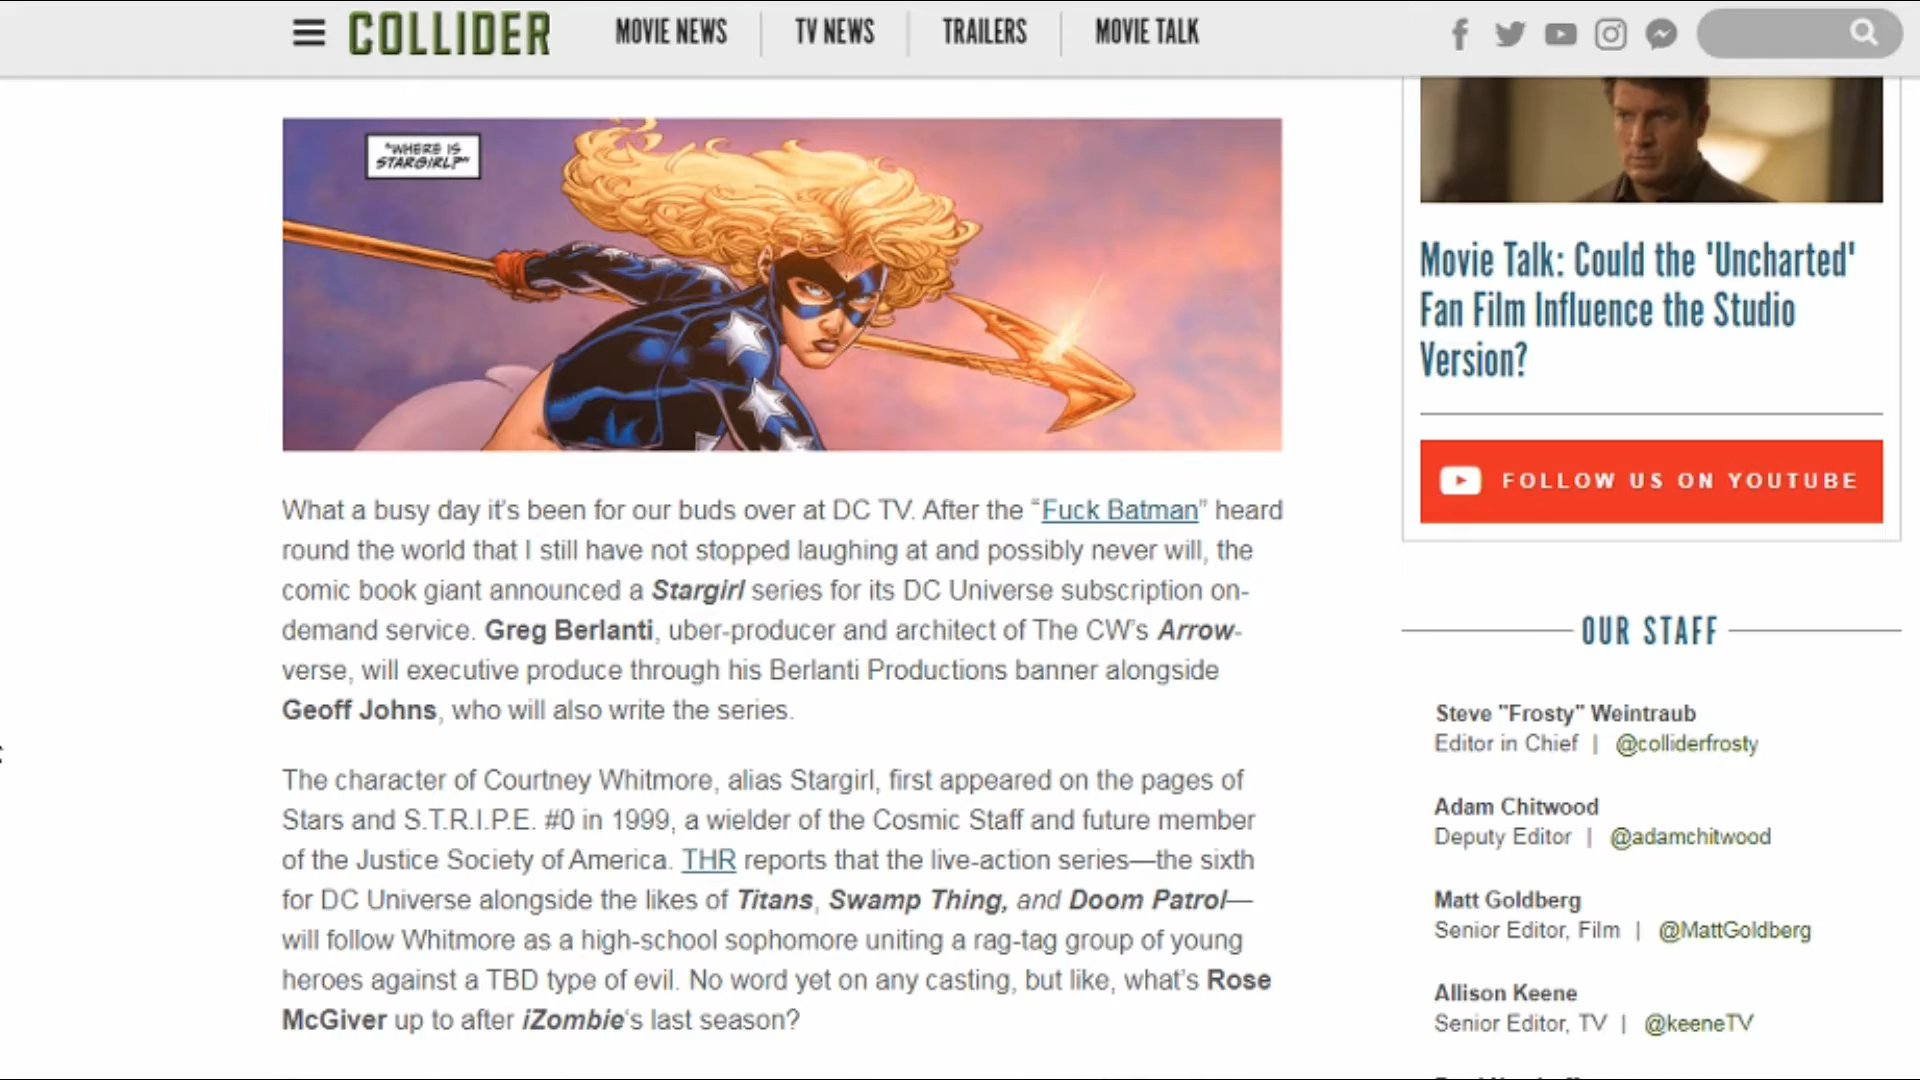 COLLIDER
MOVIE NEWS
TV NEWS
TRAILERS
MOVIE TALK
"WHERE IS
STARGIRL?"
What a busy day it's been for our buds over at DC TV. After the “Fuck Batman” heard
round the world that I still have not stopped laughing at and possibly never will, the
comic book giant announced a Stargirl series for its DC Universe subscription on-
demand service. Greg Berlanti, uber-producer and architect of The CW's Arrow-
verse, will executive produce through his Berlanti Productions banner alongside
Geoff Johns, who will also write the series.
The character of Courtney Whitmore, alias Stargirl, first appeared on the pages of
Stars and S.T.R.I.P.E. #0 in 1999, a wielder of the Cosmic Staff and future member
of the Justice Society of America. THR reports that the live-action series—the sixth
for DC Universe alongside the likes of Titans, Swamp Thing, and Doom Patrol—
will follow Whitmore as a high-school sophomore uniting a rag-tag group of young
heroes against a TBD type of evil. No word yet on any casting, but like, what's Rose
McGiver up to after iZombie's last season?
Movie Talk: Could the 'Uncharted'
Fan Film Influence the Studio
Version?
FOLLOW US ON YOUTUBE
OUR STAFF
Steve "Frosty" Weintraub
Editor in Chief | @colliderfrosty
Adam Chitwood
Deputy Editor | @adamchitwood
Matt Goldberg
Senior Editor, Film | @MattGoldberg
Allison Keene
Senior Editor, TV | @keeneTV